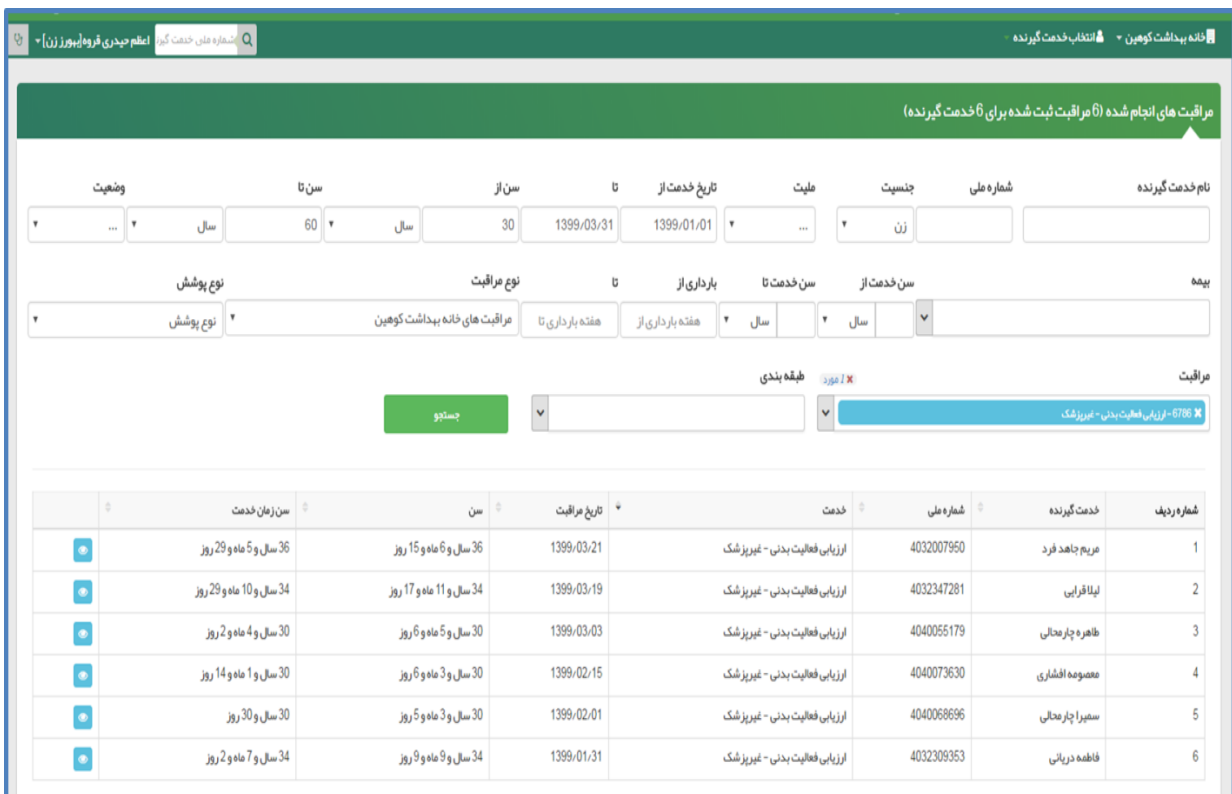 خانه بهداشت کوهین انتخاب خدمت گیرنده شماره ملی خدمت اعظم حیدری قروه[بهورز زن]
مراقبت های انجام شده (6 مراقبت ثبت شده برای 6 خدمت گیرنده)
نام خدمت گیرنده شماره ملی جنسیت ملیت تاریخ خدمت از تا سن از سن تا وضعیت
زن ... 1399/01/01 1399/03/31 30 سال 60 سال ...
بیمه سن خدمت از سن خدمت تا بارداری از تا نوع مراقبت نوع پوشش
سال سال هفته بارداری از هفته بارداری تا مراقبت های خانه بهداشت کوهین نوع پوشش
مراقبت 1 مورد طبقه بندی
6786 - ارزیابی فعالیت بدنی - غیرپزشک جستجو
شماره ردیف خدمت گیرنده شماره ملی خدمت تاریخ مراقبت سن سن زمان خدمت
1 مریم جاهد فرد 4032007950 ارزیابی فعالیت بدنی - غیرپزشک 1399/03/21 36 سال و 6 ماه و 15 روز 36 سال و 5 ماه و 29 روز
2 لیلا قرایی 4032347281 ارزیابی فعالیت بدنی - غیرپزشک 1399/03/19 34 سال و 11 ماه و 17 روز 34 سال و 10 ماه و 29 روز
3 طاهره چارمحالی 4040055179 ارزیابی فعالیت بدنی - غیرپزشک 1399/03/03 30 سال و 5 ماه و 6 روز 30 سال و 4 ماه و 2 روز
4 معصومه افشاری 4040073630 ارزیابی فعالیت بدنی - غیرپزشک 1399/02/15 30 سال و 3 ماه و 6 روز 30 سال و 1 ماه و 14 روز
5 سمیرا چارمحالی 4040068696 ارزیابی فعالیت بدنی - غیرپزشک 1399/02/01 30 سال و 3 ماه و 5 روز 30 سال و 30 روز
6 فاطمه دربانی 4032309353 ارزیابی فعالیت بدنی - غیرپزشک 1399/01/31 34 سال و 9 ماه و 9 روز 34 سال و 7 ماه و 2 روز